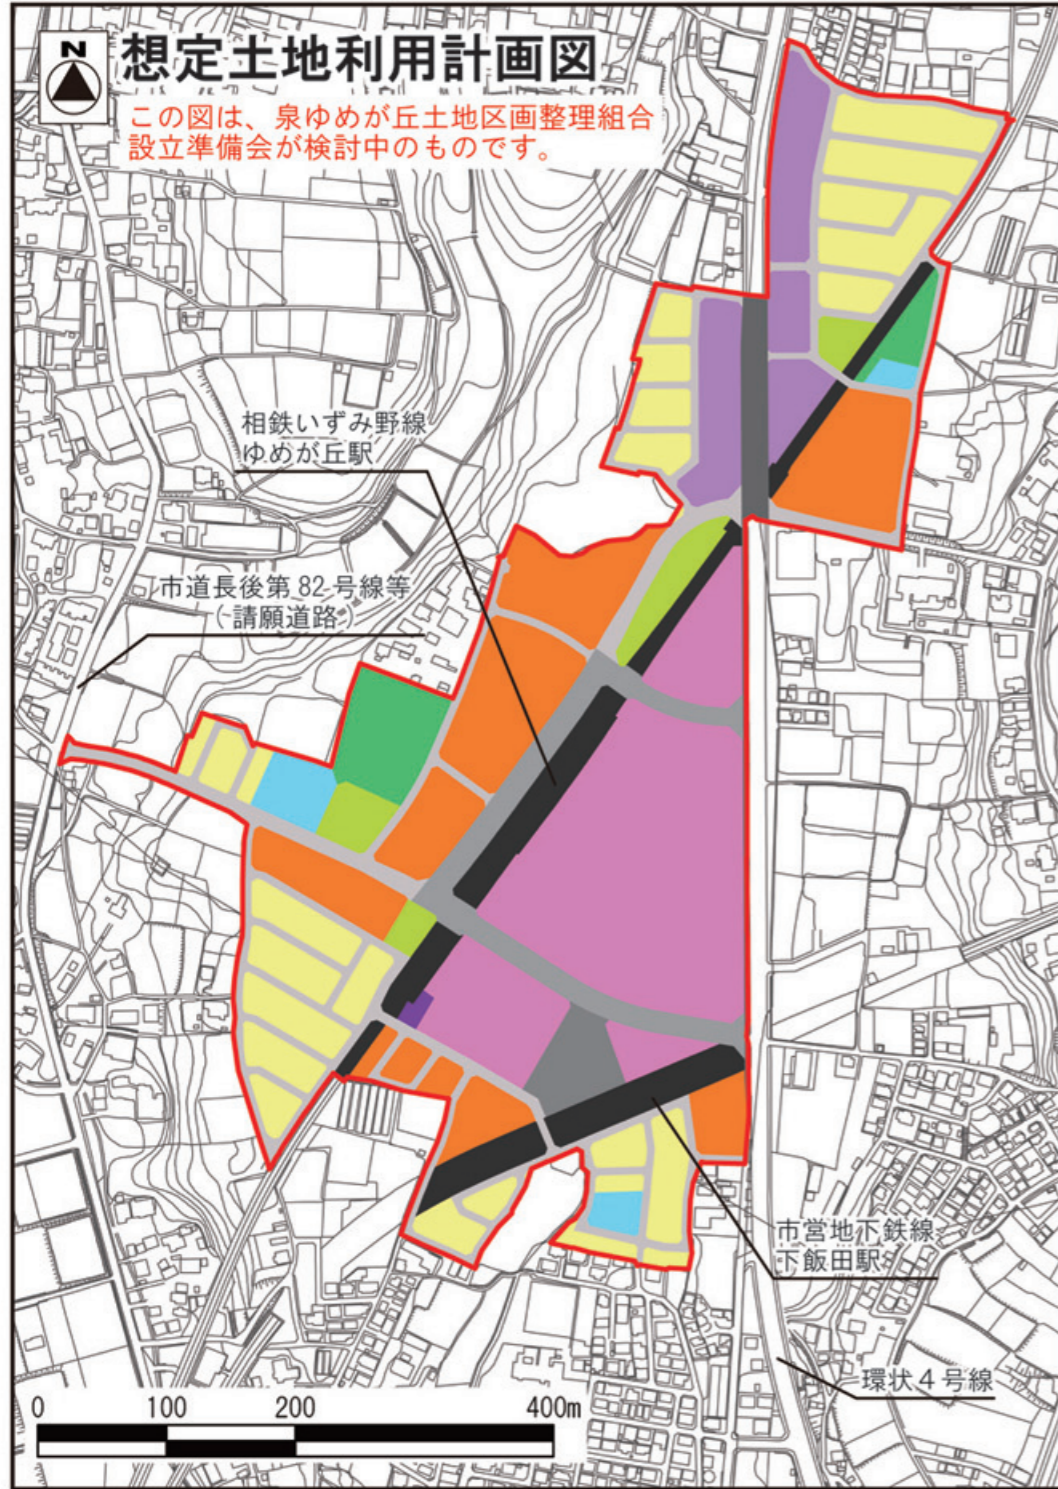 N
想定土地利用計画図
この図は、泉ゆめが丘土地区画整理組合
設立準備会が検討中のものです。
相鉄いずみ野線
ゆめが丘駅
市道長後第82号線等
(請願道路)
市営地下鉄線
下飯田駅
環状4号線
0 100 200 400m